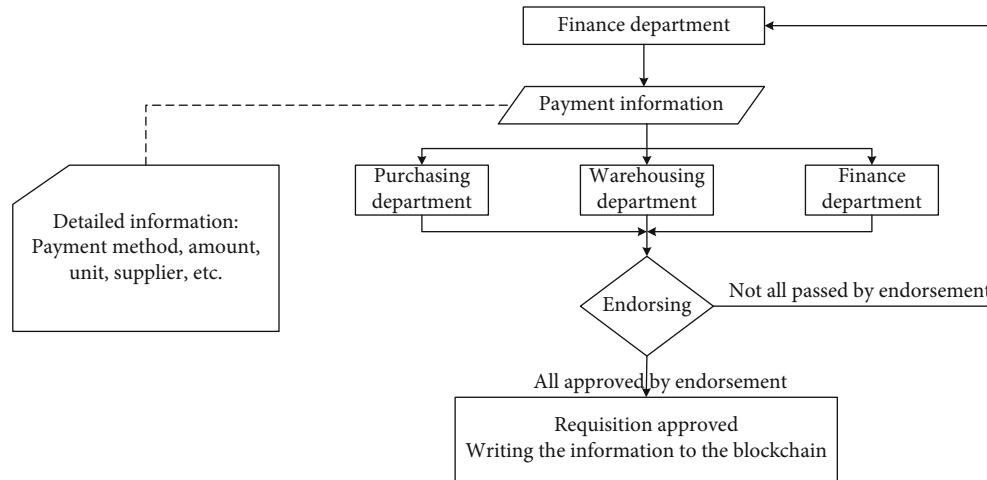 Finance department
Payment information
Purchasing
department
Warehousing
department
Finance
department
Detailed information:
Payment method, amount,
unit, supplier, etc.
Endorsing
Not all passed by endorsement
All approved by endorsement
Requisition approved
Writing the information to the blockchain